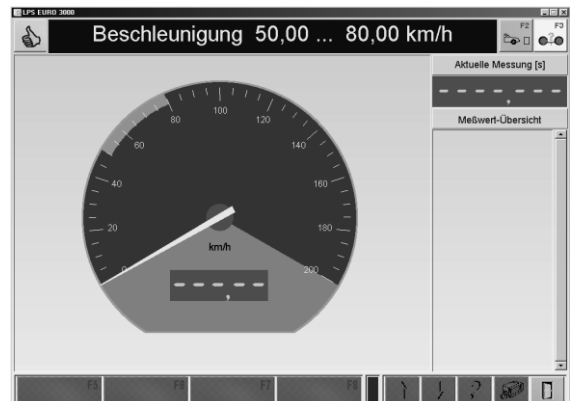 LPS EURO 3000
Beschleunigung 50,00 ... 80,00 km/h
F2
F3
Aktuelle Messung [s]
- - - - , - - -
Meßwert-Übersicht
0
20
40
60
80
100
120
140
160
180
200
km/h
- - - , - -
F5
F6
F7
F8